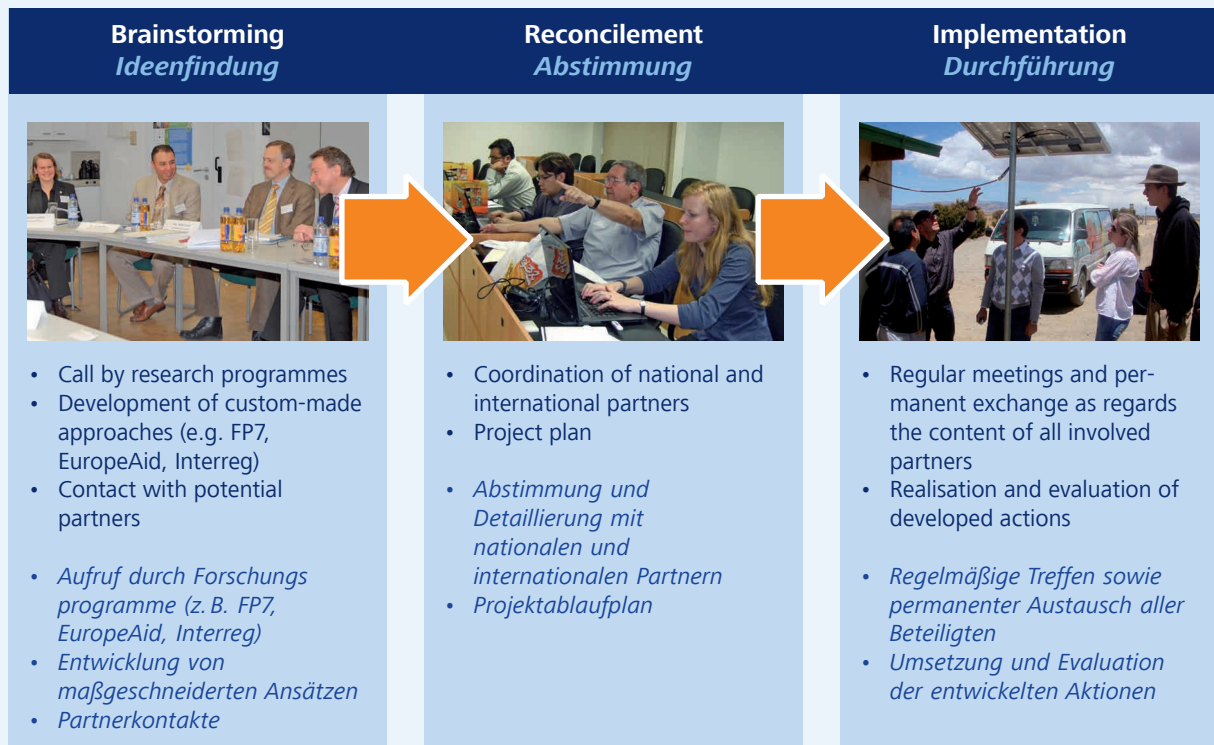 Brainstorming
Ideenfindung
• Call by research programmes
• Development of custom-made
approaches (e.g. FP7,
EuropeAid, Interreg)
• Contact with potential
partners
• Aufruf durch Forschungs
programme (z. B. FP7,
EuropeAid, Interreg)
• Entwicklung von
maßgeschneiderten Ansätzen
• Partnerkontakte
Reconcilement
Abstimmung
• Coordination of national and
international partners
• Project plan
• Abstimmung und
Detaillierung mit
nationalen und
internationalen Partnern
• Projektablaufplan
Implementation
Durchführung
• Regular meetings and per-
manent exchange as regards
the content of all involved
partners
• Realisation and evaluation of
developed actions
• Regelmäßige Treffen sowie
permanenter Austausch aller
Beteiligten
• Umsetzung und Evaluation
der entwickelten Aktionen